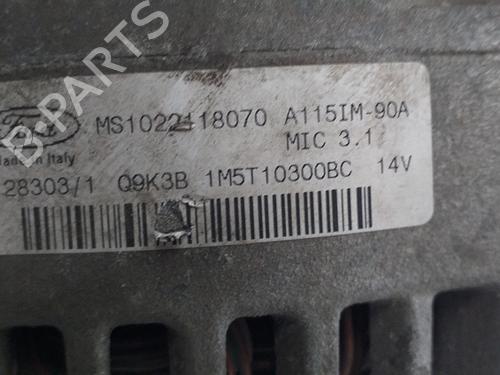 B-PARTS
Ford
MS1022118070 A115IM-90A
Made in Italy
MIC 3.1
28303/1 Q9K3B 1M5T10300BC 14V